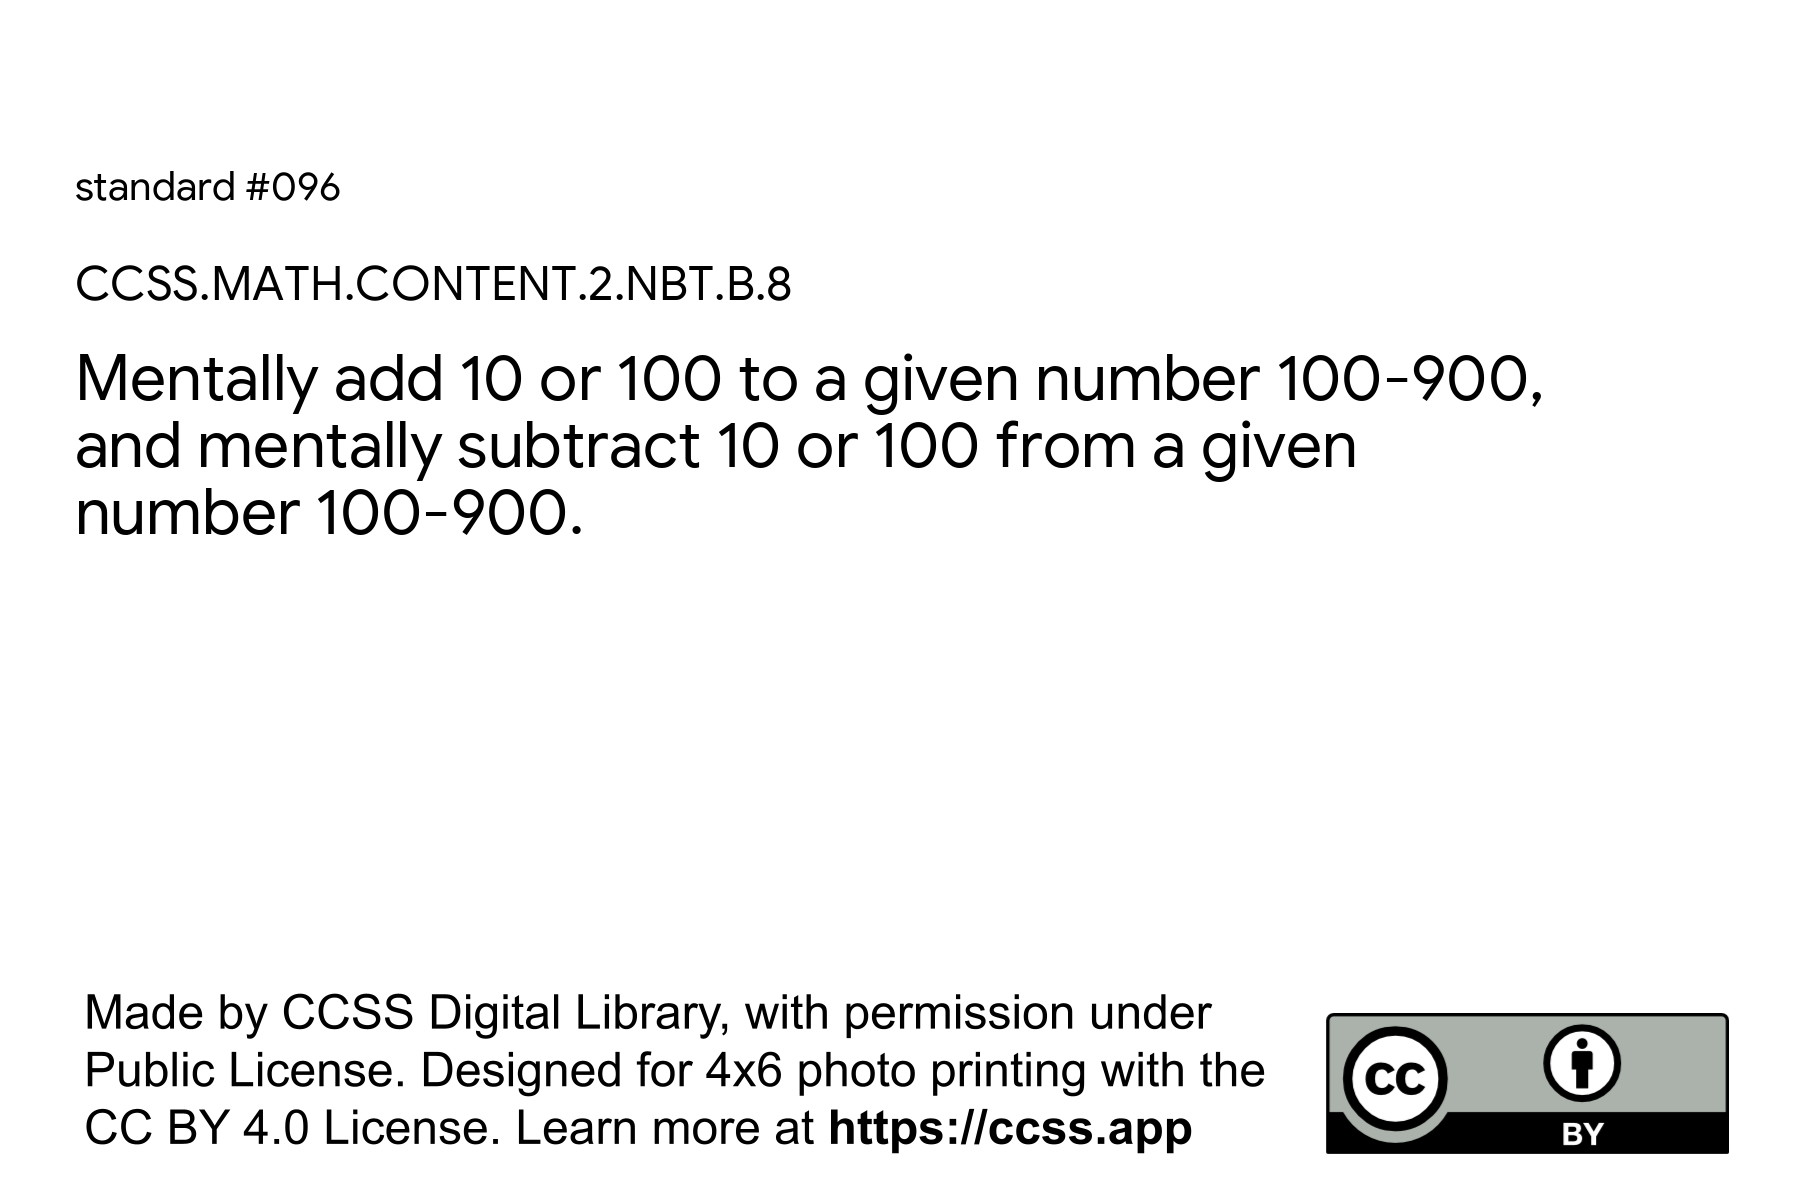 standard #096
CCSS.MATH.CONTENT.2.NBT.B.8
Mentally add 10 or 100 to a given number 100-900,
and mentally subtract 10 or 100 from a given
number 100-900.
Made by CCSS Digital Library, with permission under
Public License. Designed for 4x6 photo printing with the
CC BY 4.0 License. Learn more at https://ccss.app
CC
BY